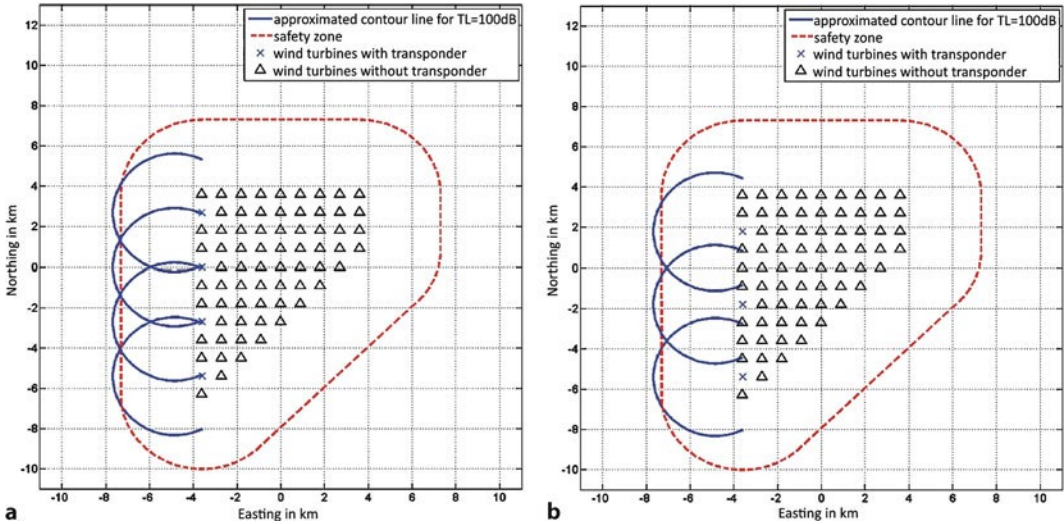 approximated contour line for TL=100dB
safety zone
wind turbines with transponder
wind turbines without transponder
12
10
8
6
4
2
0
-2
-4
-6
-8
-10
Northing in km
-10 -8 -6 -4 -2 0 2 4 6 8 10
Easting in km
a
approximated contour line for TL=100dB
safety zone
wind turbines with transponder
wind turbines without transponder
12
10
8
6
4
2
0
-2
-4
-6
-8
-10
Northing in km
-10 -8 -6 -4 -2 0 2 4 6 8 10
Easting in km
b